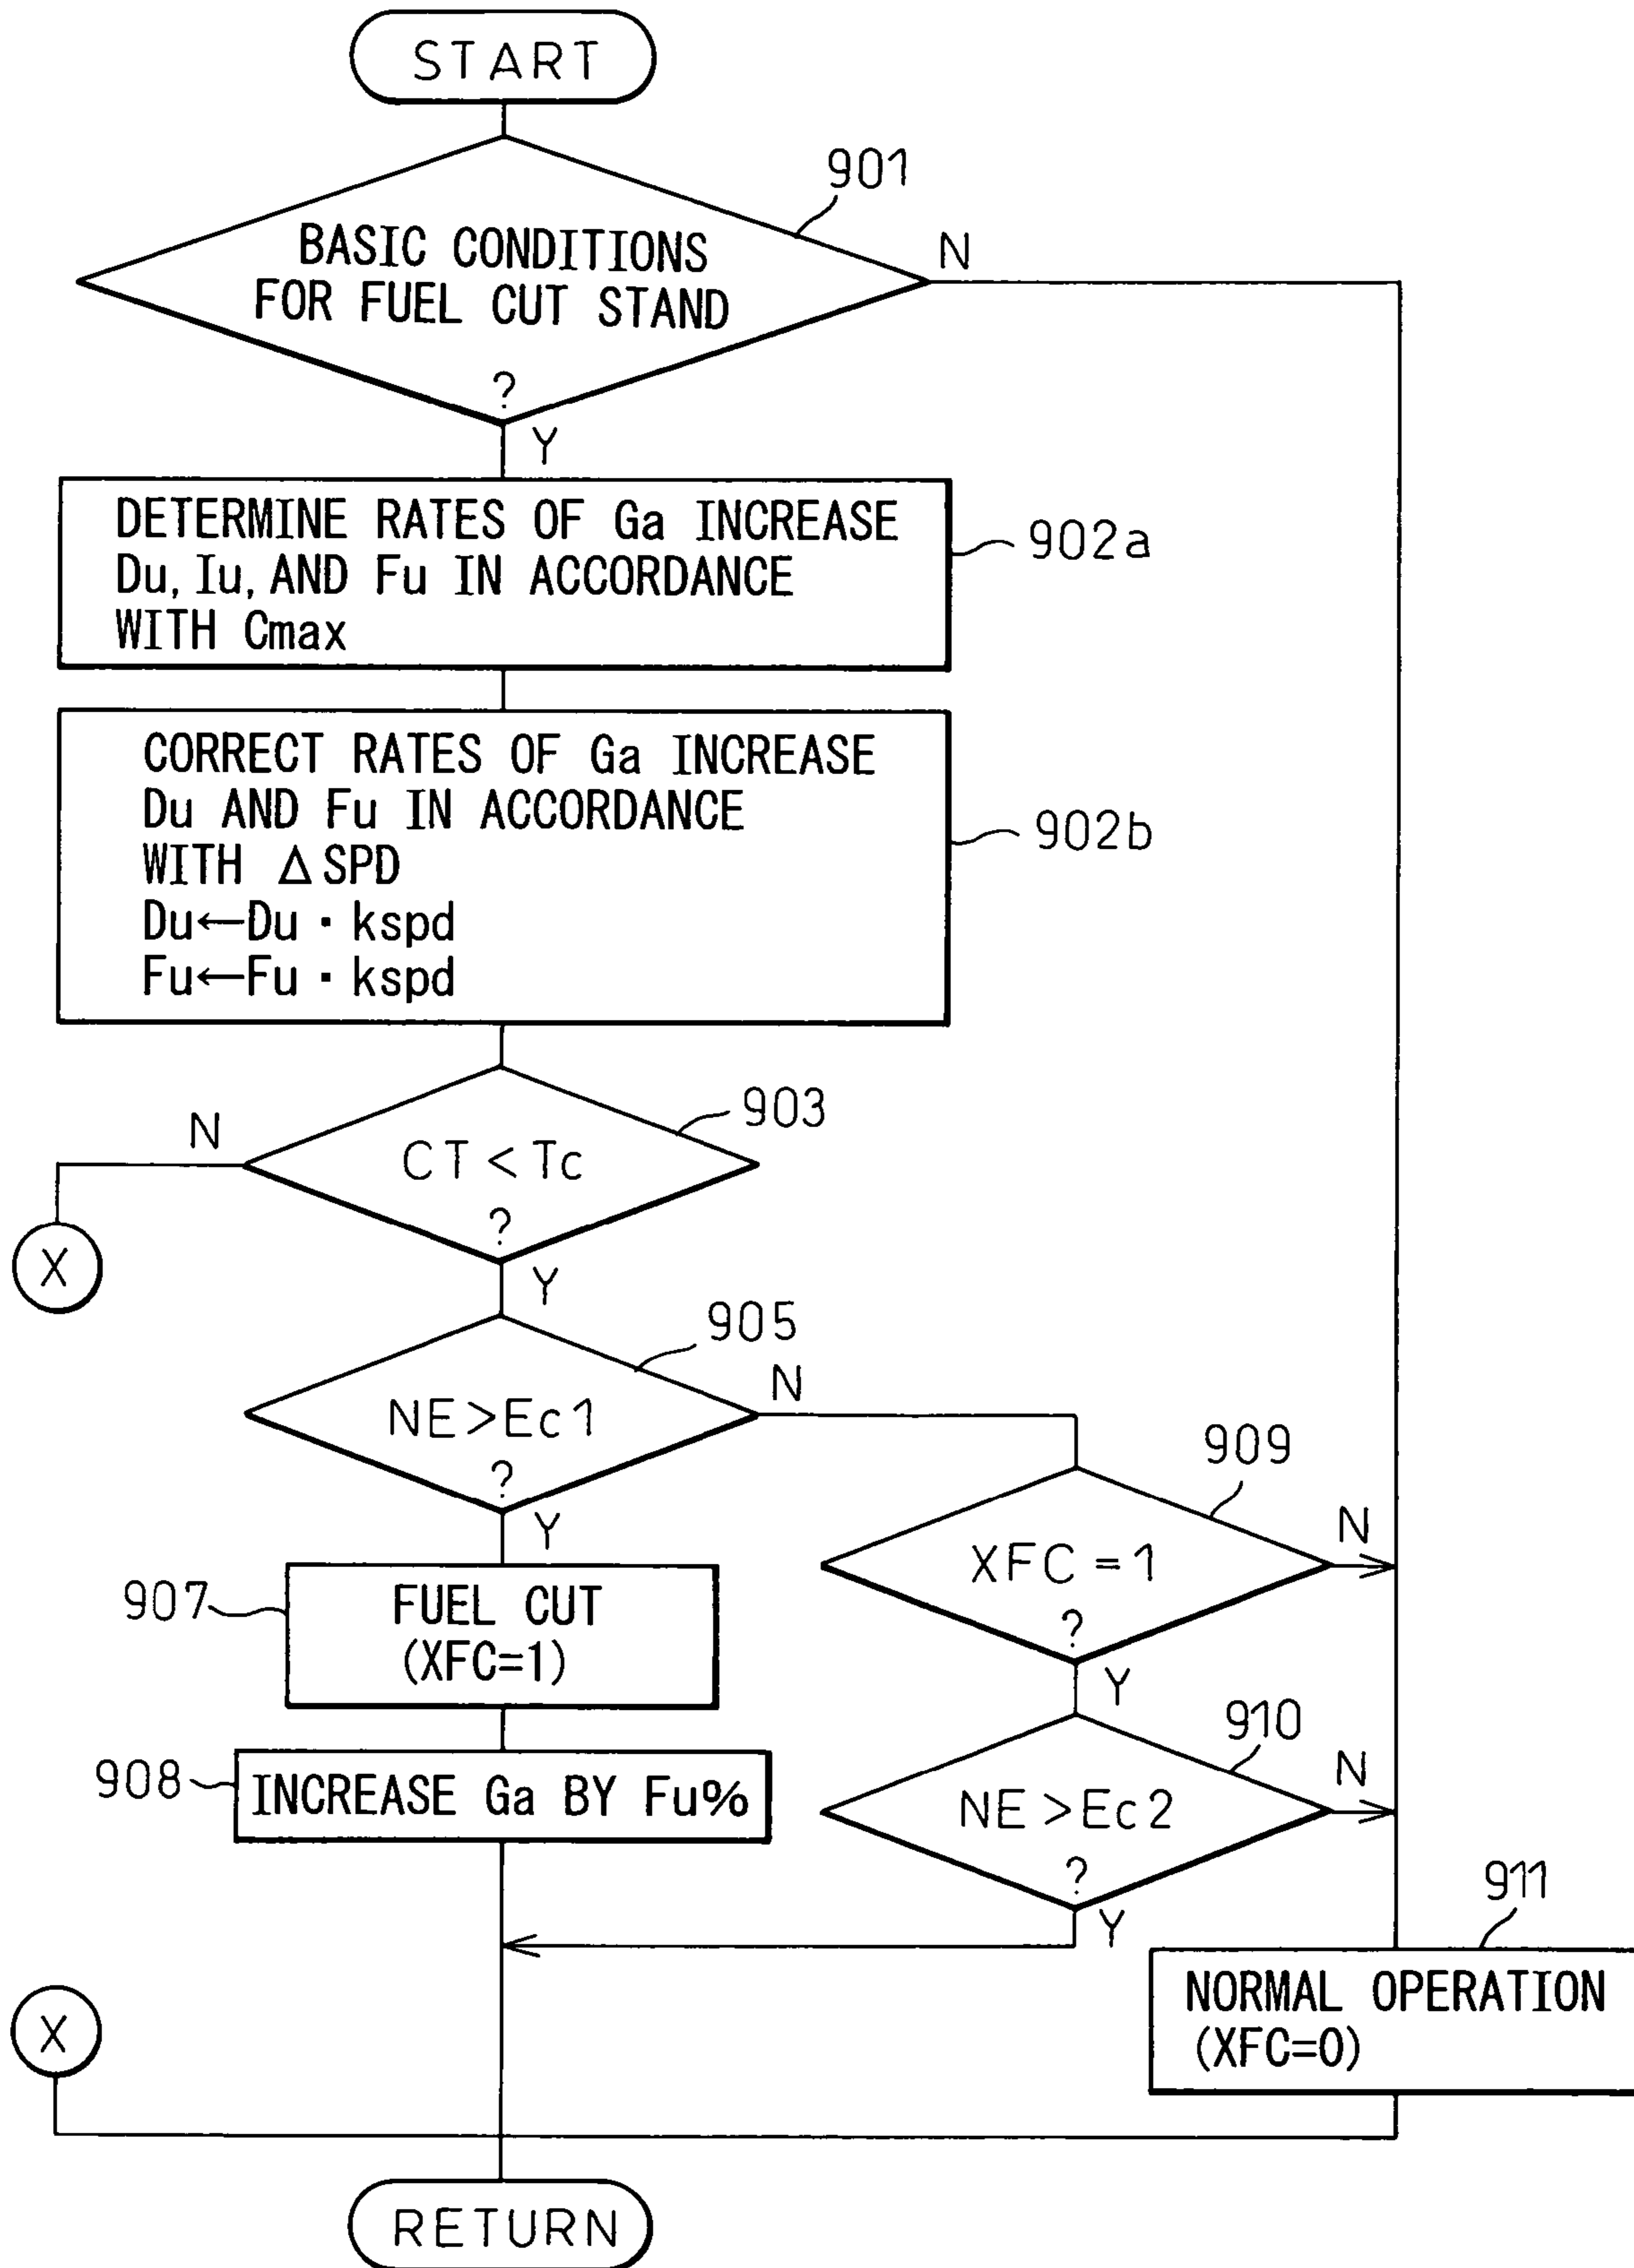 START
901
BASIC CONDITIONS
FOR FUEL CUT STAND
?
N
Y
DETERMINE RATES OF Ga INCREASE
Du, Iu, AND Fu IN ACCORDANCE
WITH Cmax
902a
CORRECT RATES OF Ga INCREASE
Du AND Fu IN ACCORDANCE
WITH ΔSPD
Du←Du・kspd
Fu←Fu・kspd
902b
903
N
CT < Tc
?
X
Y
905
NE>Ec1
?
N
Y
909
XFC=1
?
N
Y
907
FUEL CUT
(XFC=1)
910
908
INCREASE Ga BY Fu%
NE>Ec2
?
N
Y
911
NORMAL OPERATION
(XFC=0)
X
RETURN